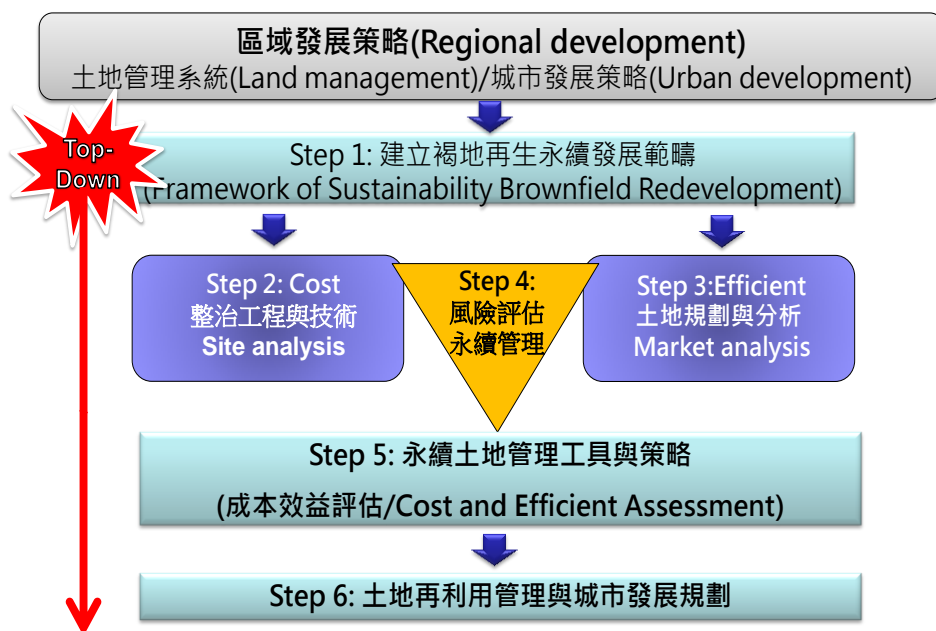 區域發展策略(Regional development)
土地管理系統(Land management)/城市發展策略(Urban development)
Top-
Down
Step 1: 建立褐地再生永續發展範疇
(Framework of Sustainability Brownfield Redevelopment)
Step 2: Cost
整治工程與技術
Site analysis
Step 4:
風險評估
永續管理
Step 3:Efficient
土地規劃與分析
Market analysis
Step 5: 永續土地管理工具與策略
(成本效益評估/Cost and Efficient Assessment)
Step 6: 土地再利用管理與城市發展規劃